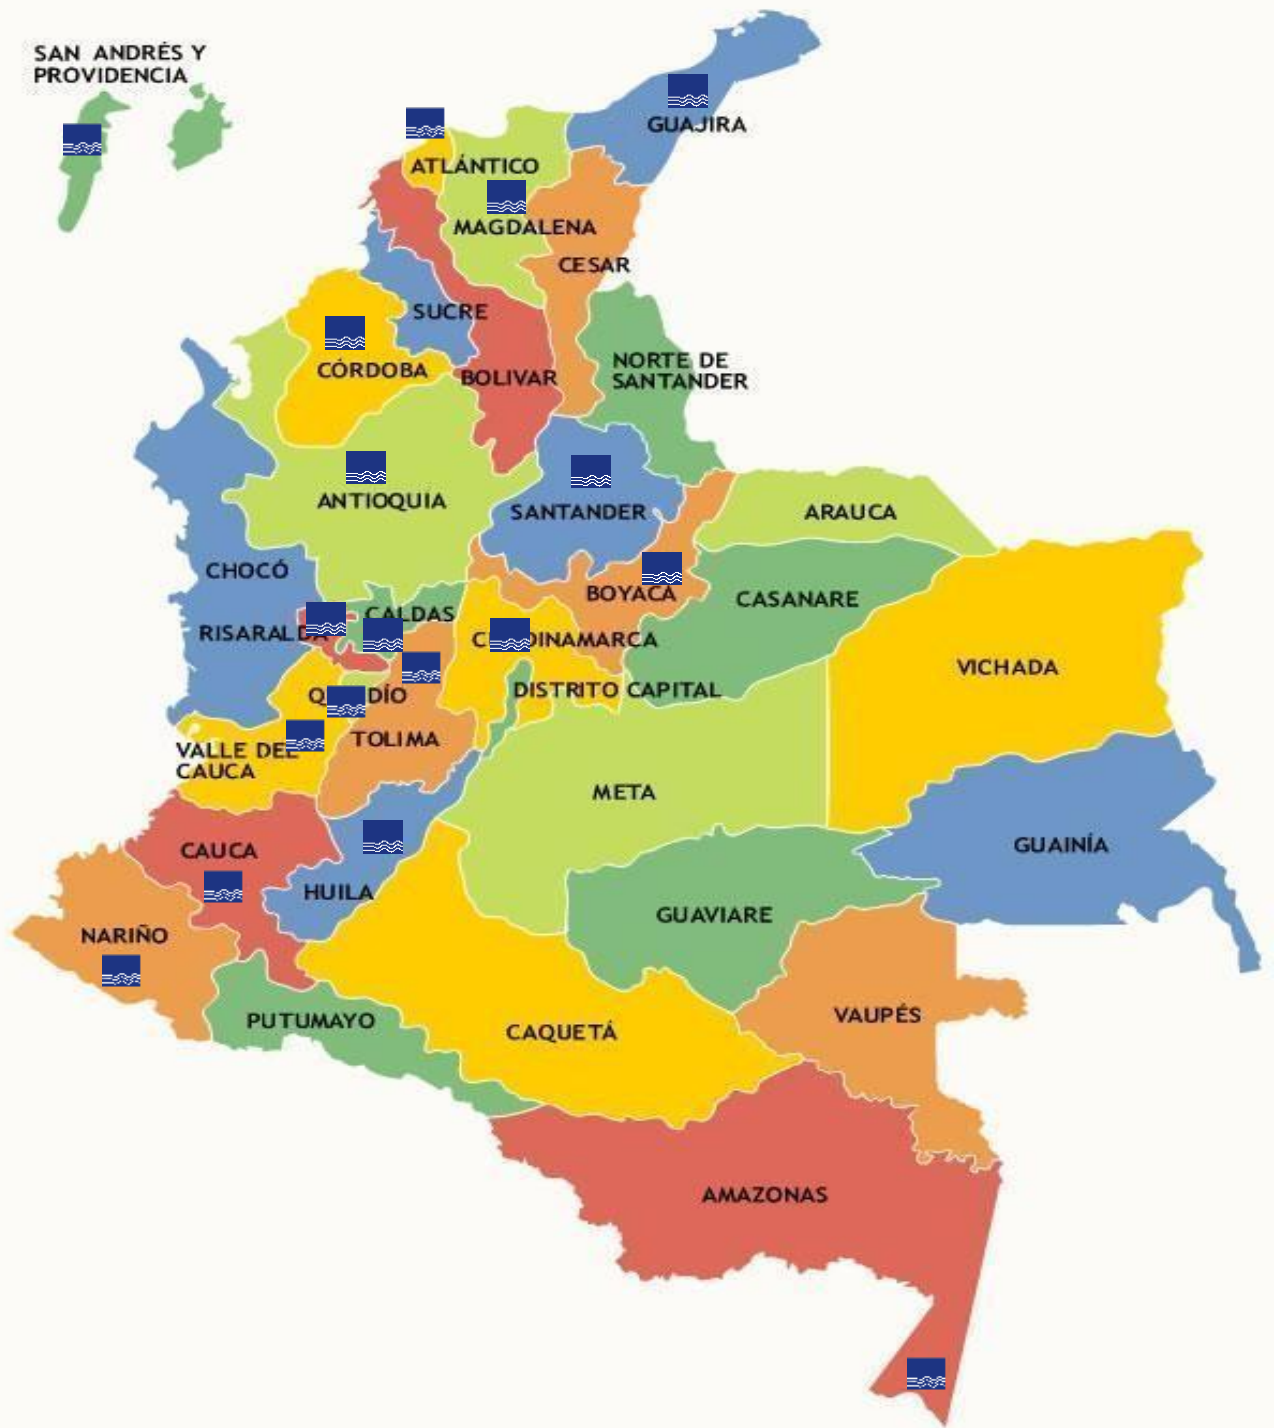 SAN ANDRÉS Y
PROVIDENCIA
GUAJIRA
ATLÁNTICO
MAGDALENA
CESAR
SUCRE
CÓRDOBA
BOLIVAR
NORTE DE
SANTANDER
ANTIOQUIA
SANTANDER
ARAUCA
CHOCÓ
BOYACÁ
CASANARE
CALDAS
RISARALDA
C DINAMARCA
VICHADA
Q DÍO
DISTRITO CAPITAL
TOLIMA
VALLE DEL
CAUCA
META
CAUCA
GUAINÍA
HUILA
GUAVIARE
NARIÑO
PUTUMAYO
CAQUETÁ
VAUPÉS
AMAZONAS